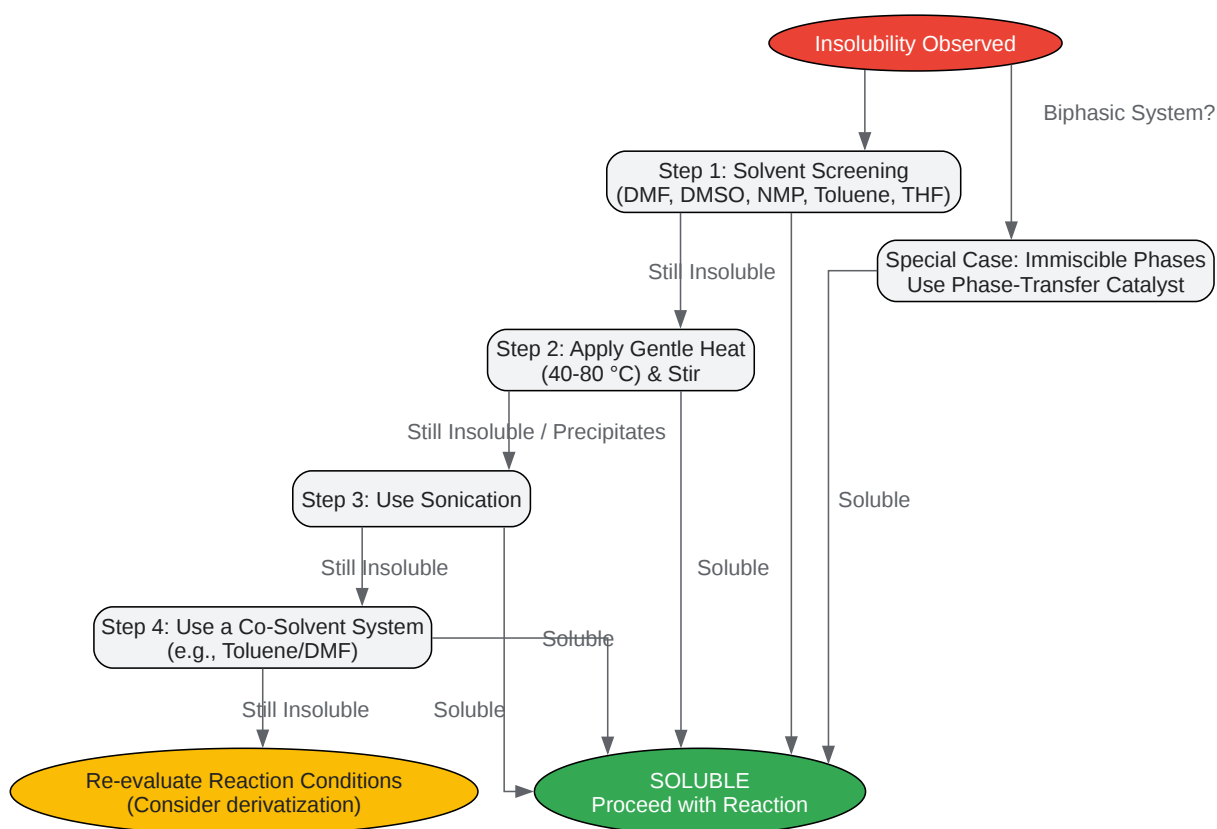 Insolubility Observed
Biphasic System?
Step 1: Solvent Screening
(DMF, DMSO, NMP, Toluene, THF)
Still Insoluble
Special Case: Immiscible Phases
Use Phase-Transfer Catalyst
Step 2: Apply Gentle Heat
(40-80 °C) & Stir
Still Insoluble / Precipitates
Step 3: Use Sonication
Soluble
Still Insoluble
Soluble
Step 4: Use a Co-Solvent System
(e.g., Toluene/DMF)
Soluble
Still Insoluble
Soluble
Re-evaluate Reaction Conditions
(Consider derivatization)
SOLUBLE
Proceed with Reaction